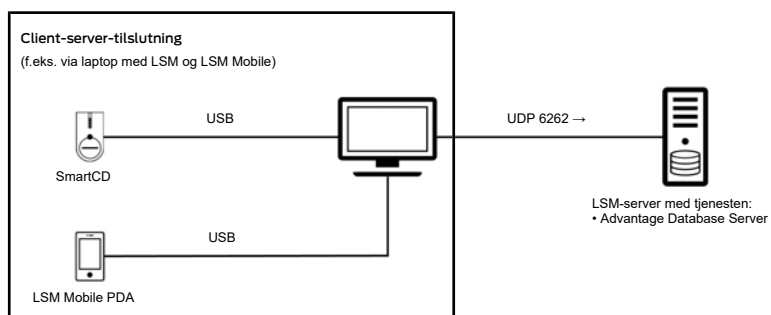 Client-server-tilslutning
(f.eks. via laptop med LSM og LSM Mobile)
USB
UDP 6262 →
SmartCD
LSM-server med tjenesten:
• Advantage Database Server
USB
LSM Mobile PDA